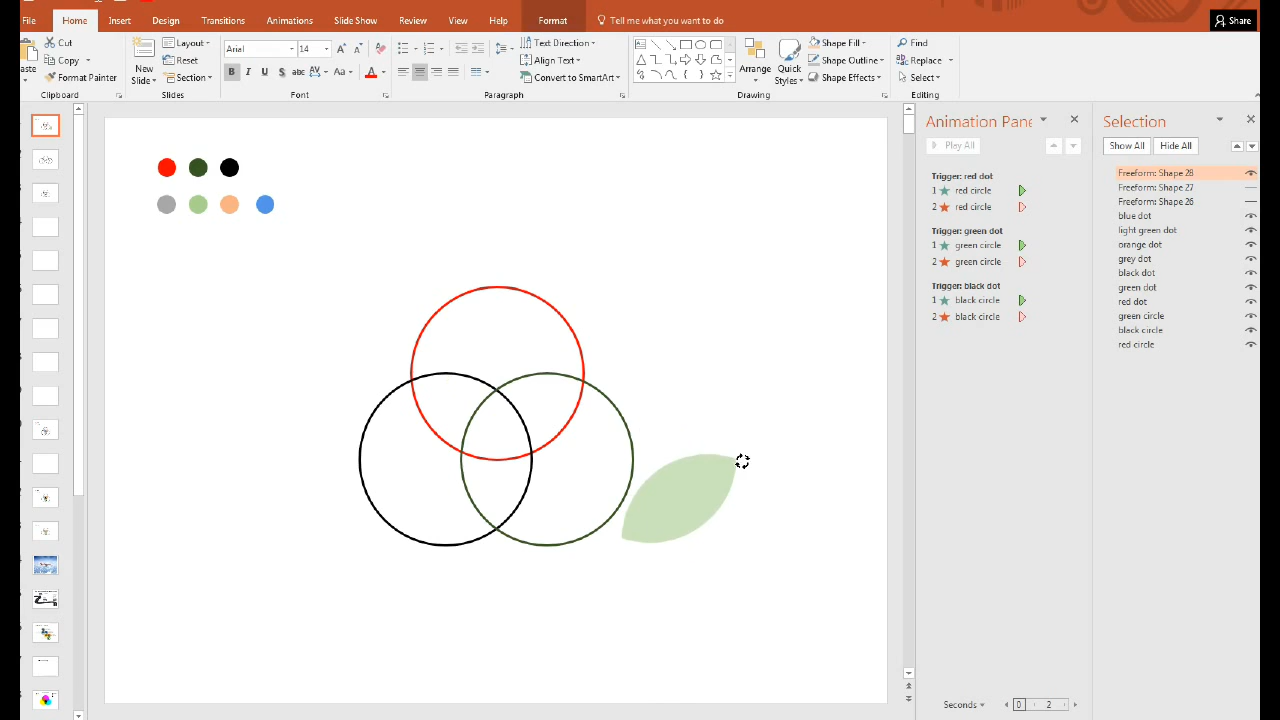 File Home Insert Design Transitions Animations Slide Show Review View Help Format Tell me what you want to do Share
Cut
Copy
Format Painter
Clipboard
New
Slide
Layout
Reset
Slides
Arial 14
B I U S abc AV Aa A
Font
Text Direction
Align Text
Convert to SmartArt
Paragraph
Arrange
Quick
Styles
Shape Fill
Shape Outline
Shape Effects
Drawing
Find
Replace
Select
Editing
Animation Pane
Play All
Trigger: red dot
1 red circle
2 red circle
Trigger: green dot
1 green circle
2 green circle
Trigger: black dot
1 black circle
2 black circle
Seconds 0 2
Selection
Show All Hide All
Freeform: Shape 28
Freeform: Shape 27
Freeform: Shape 26
blue dot
light green dot
orange dot
grey dot
black dot
green dot
red dot
green circle
black circle
red circle